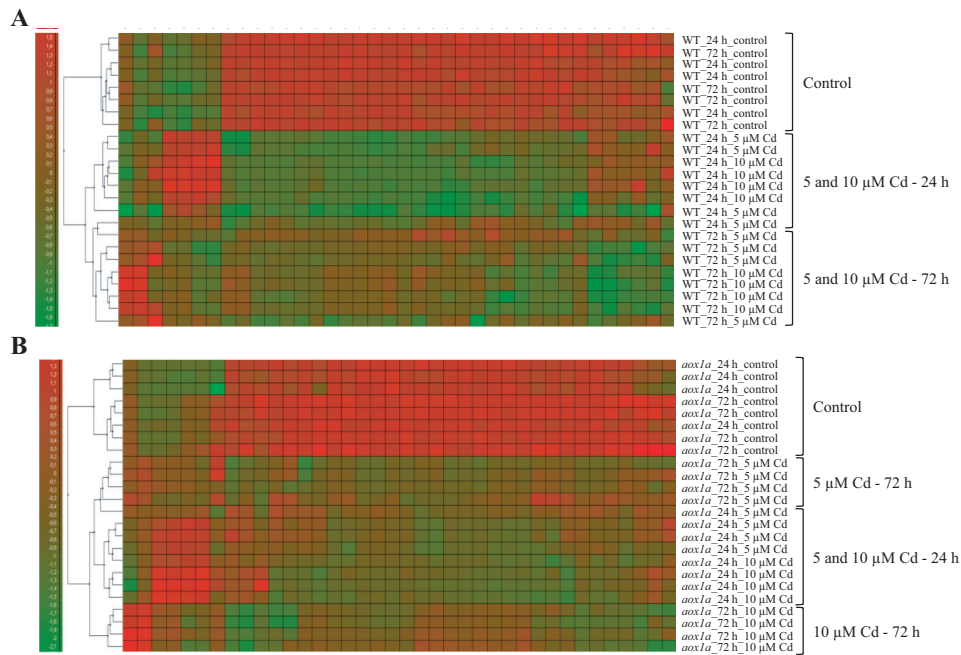 A
WT_24 h_control
WT_72 h_control
WT_24 h_control
WT_24 h_control
WT_72 h_control
WT_72 h_control
WT_24 h_control
WT_72 h_control
Control
WT_24 h_5 µM Cd
WT_24 h_5 µM Cd
WT_24 h_10 µM Cd
WT_24 h_10 µM Cd
WT_24 h_10 µM Cd
WT_24 h_10 µM Cd
WT_24 h_5 µM Cd
WT_24 h_5 µM Cd
5 and 10 µM Cd - 24 h
WT_72 h_5 µM Cd
WT_72 h_5 µM Cd
WT_72 h_10 µM Cd
WT_72 h_10 µM Cd
WT_72 h_10 µM Cd
WT_72 h_10 µM Cd
WT_72 h_5 µM Cd
5 and 10 µM Cd - 72 h
B
aox1a_24 h_control
aox1a_24 h_control
aox1a_24 h_control
aox1a_72 h_control
aox1a_72 h_control
aox1a_72 h_control
aox1a_72 h_control
aox1a_72 h_control
Control
aox1a_72 h_5 µM Cd
aox1a_72 h_5 µM Cd
aox1a_72 h_5 µM Cd
aox1a_72 h_5 µM Cd
5 µM Cd - 72 h
aox1a_24 h_5 µM Cd
aox1a_24 h_5 µM Cd
aox1a_24 h_5 µM Cd
aox1a_24 h_5 µM Cd
aox1a_24 h_10 µM Cd
aox1a_24 h_10 µM Cd
aox1a_24 h_10 µM Cd
aox1a_24 h_10 µM Cd
5 and 10 µM Cd - 24 h
aox1a_72 h_10 µM Cd
aox1a_72 h_10 µM Cd
aox1a_72 h_10 µM Cd
aox1a_72 h_10 µM Cd
10 µM Cd - 72 h